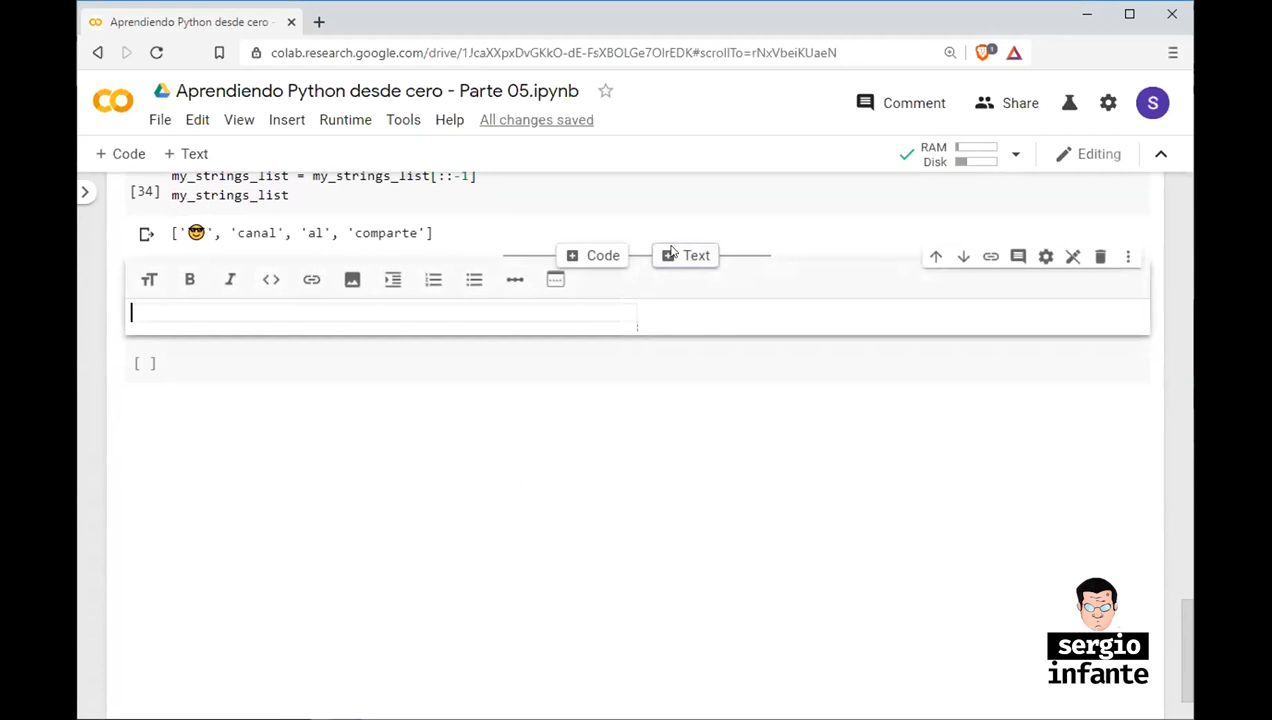 Aprendiendo Python desde cero -
colab.research.google.com/drive/1JcaXXpxDvGKkO-dE-FsXBOLGe7OlrEDK#scrollTo=rNxVbeiKUaeN
1
CO
Aprendiendo Python desde cero - Parte 05.ipynb
Comment
Share
S
File Edit View Insert Runtime Tools Help All changes saved
+ Code + Text
RAM
Disk
Editing
my_strings_list = my_strings_list[::-1]
[34]
my_strings_list
['😎', 'canal', 'al', 'comparte']
Code
Text
B I <>
[ ]
sergio
infante